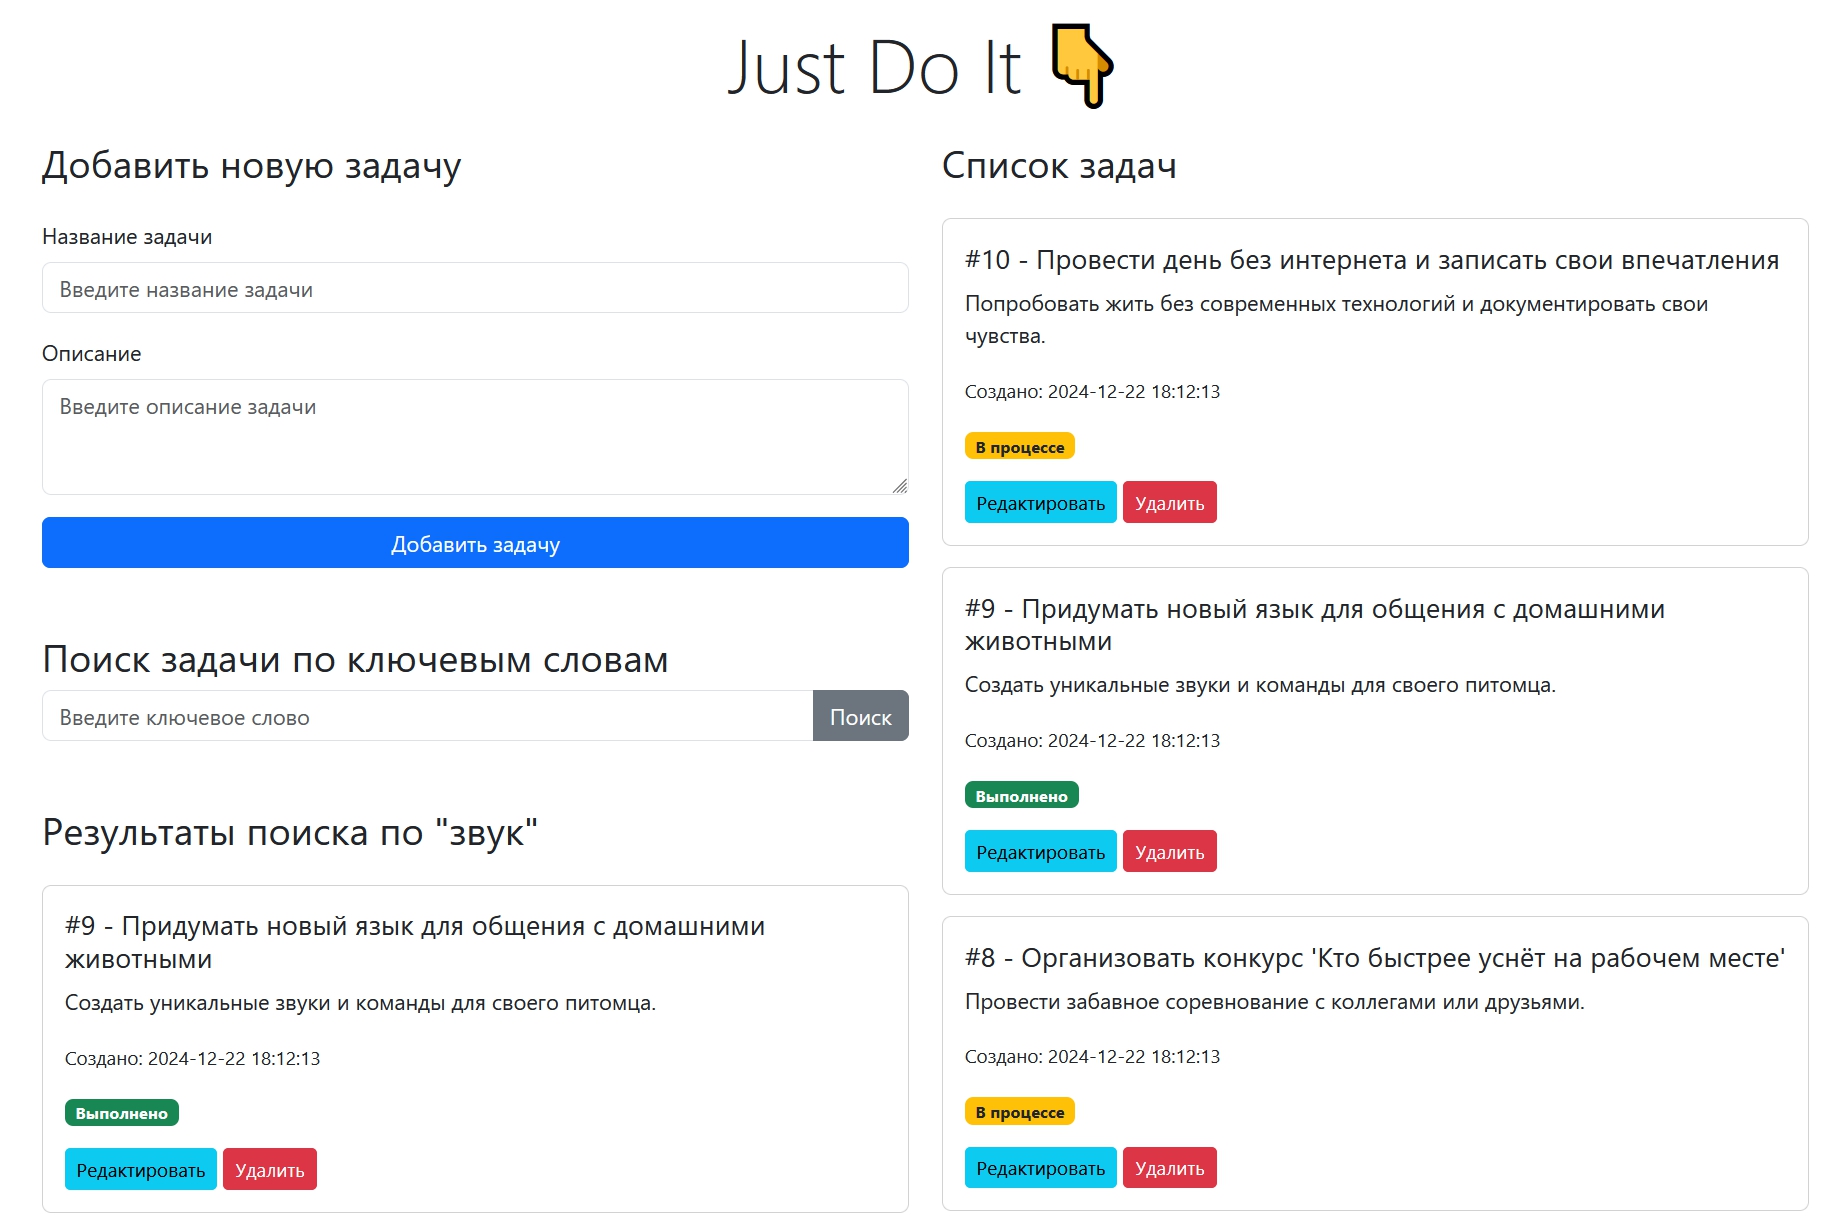 Just Do It 👇
Добавить новую задачу
Название задачи
Введите название задачи
Описание
Введите описание задачи
Добавить задачу
Поиск задачи по ключевым словам
Введите ключевое слово
Поиск
Результаты поиска по "звук"
#9 - Придумать новый язык для общения с домашними
животными
Создать уникальные звуки и команды для своего питомца.
Создано: 2024-12-22 18:12:13
Выполнено
Редактировать Удалить
Список задач
#10 - Провести день без интернета и записать свои впечатления
Попробовать жить без современных технологий и документировать свои
чувства.
Создано: 2024-12-22 18:12:13
В процессе
Редактировать Удалить
#9 - Придумать новый язык для общения с домашними
животными
Создать уникальные звуки и команды для своего питомца.
Создано: 2024-12-22 18:12:13
Выполнено
Редактировать Удалить
#8 - Организовать конкурс 'Кто быстрее уснёт на рабочем месте'
Провести забавное соревнование с коллегами или друзьями.
Создано: 2024-12-22 18:12:13
В процессе
Редактировать Удалить